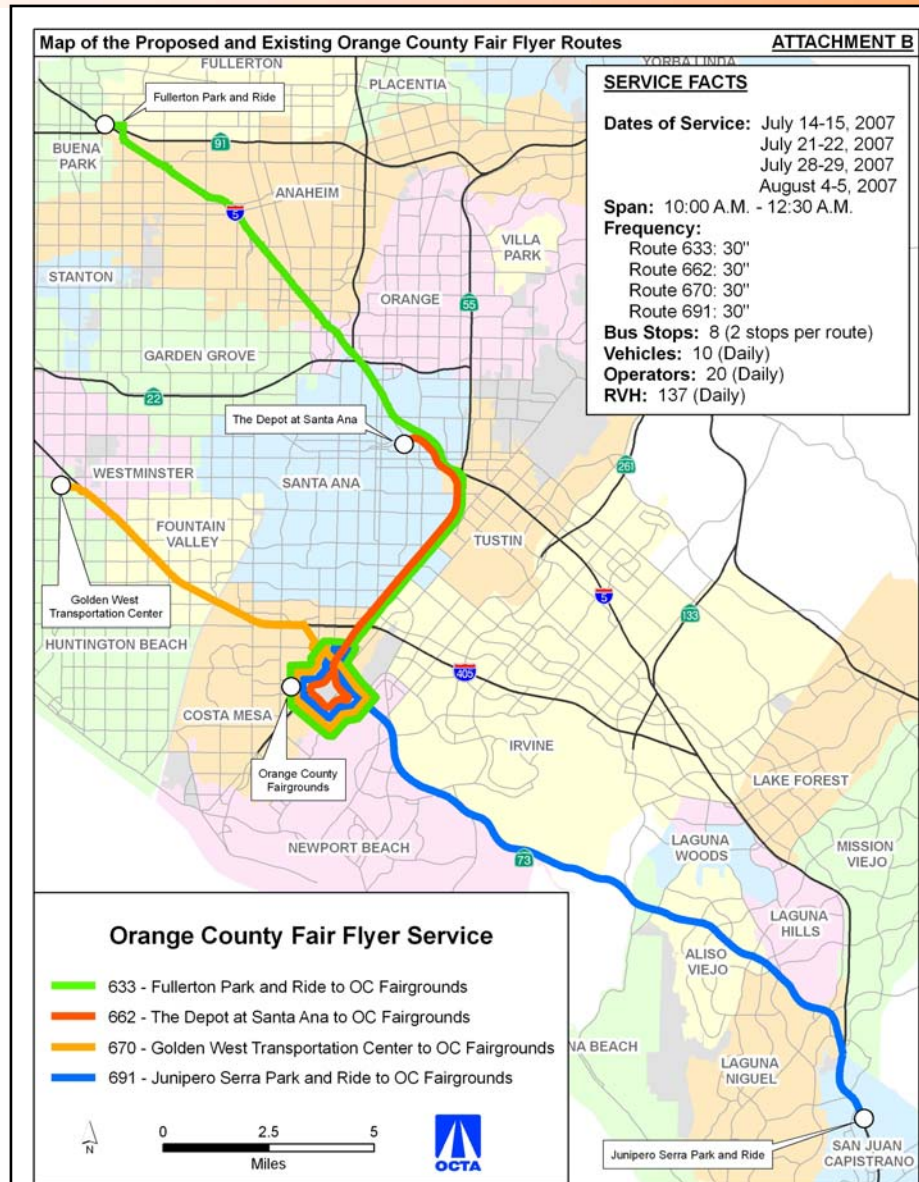 Map of the Proposed and Existing Orange County Fair Flyer Routes
ATTACHMENT B
SERVICE FACTS
Dates of Service: July 14-15, 2007
July 21-22, 2007
July 28-29, 2007
August 4-5, 2007
Span: 10:00 A.M. - 12:30 A.M.
Frequency:
Route 633: 30"
Route 662: 30"
Route 670: 30"
Route 691: 30"
Bus Stops: 8 (2 stops per route)
Vehicles: 10 (Daily)
Operators: 20 (Daily)
RVH: 137 (Daily)
FULLERTON
PLACENTIA
YORBA LINDA
Fullerton Park and Ride
BUENA
PARK
91
ANAHEIM
5
VILLA
PARK
STANTON
ORANGE
55
GARDEN GROVE
22
The Depot at Santa Ana
WESTMINSTER
SANTA ANA
261
FOUNTAIN
VALLEY
TUSTIN
Golden West
Transportation Center
5
133
HUNTINGTON BEACH
405
COSTA MESA
IRVINE
Orange County
Fairgrounds
LAKE FOREST
NEWPORT BEACH
73
LAGUNA
WOODS
MISSION
VIEJO
LAGUNA
HILLS
ALISO
VIEJO
NA BEACH
LAGUNA
NIGUEL
Junipero Serra Park and Ride
SAN JUAN
CAPISTRANO
Orange County Fair Flyer Service
633 - Fullerton Park and Ride to OC Fairgrounds
662 - The Depot at Santa Ana to OC Fairgrounds
670 - Golden West Transportation Center to OC Fairgrounds
691 - Junipero Serra Park and Ride to OC Fairgrounds
N
0 2.5 5
Miles
OCTA